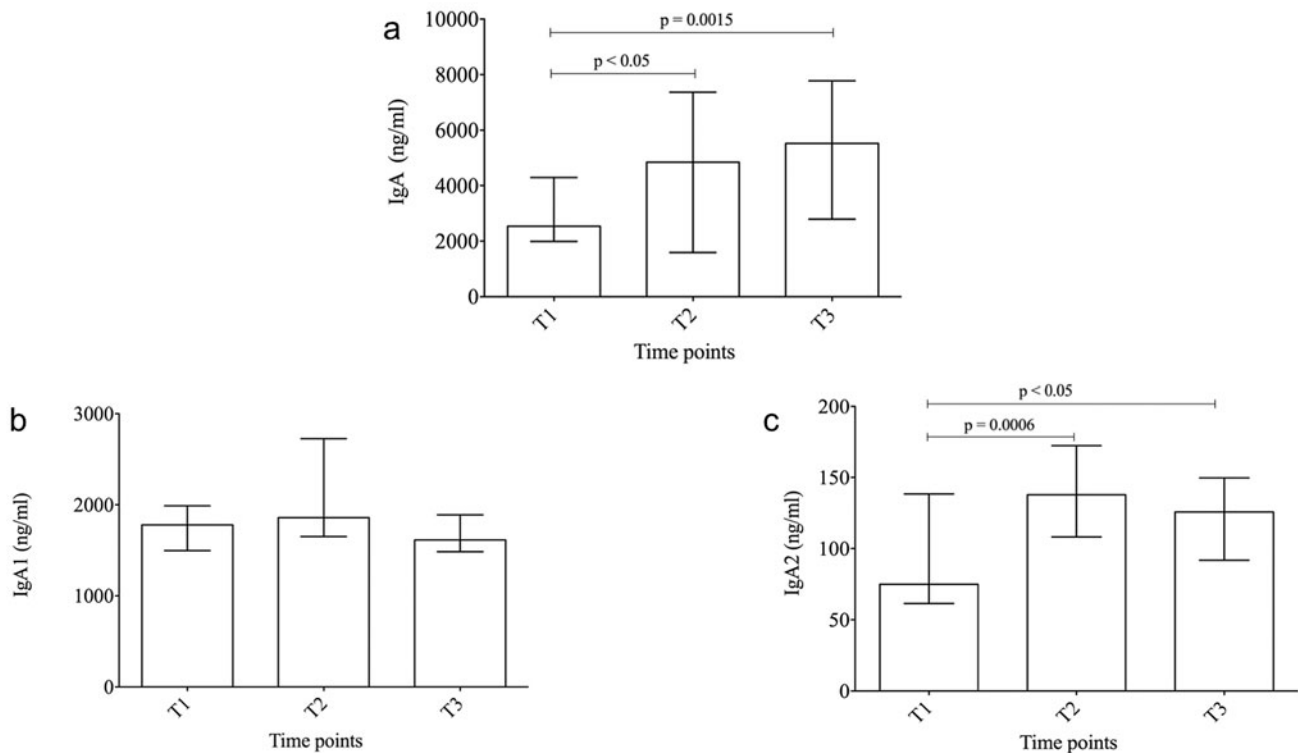 a
IgA (ng/ml)
10000
8000
6000
4000
2000
0
p = 0.0015
p < 0.05
T1 T2 T3
Time points
b
IgA1 (ng/ml)
3000
2000
1000
0
T1 T2 T3
Time points
c
IgA2 (ng/ml)
200
150
100
50
0
p < 0.05
p = 0.0006
T1 T2 T3
Time points